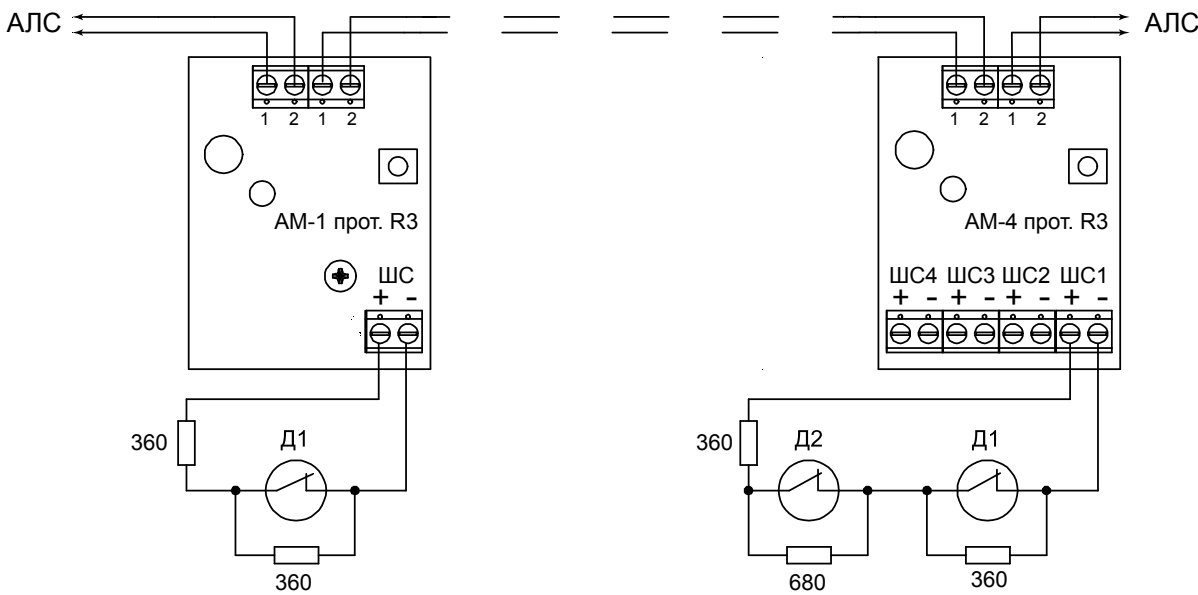 АЛС
АЛС
1 2 1 2
1 2 1 2
АМ-1 прот. R3
АМ-4 прот. R3
ШС
+ -
ШС4 ШС3 ШС2 ШС1
+ - + - + - + -
360
Д1
360
360
Д2
Д1
680
360